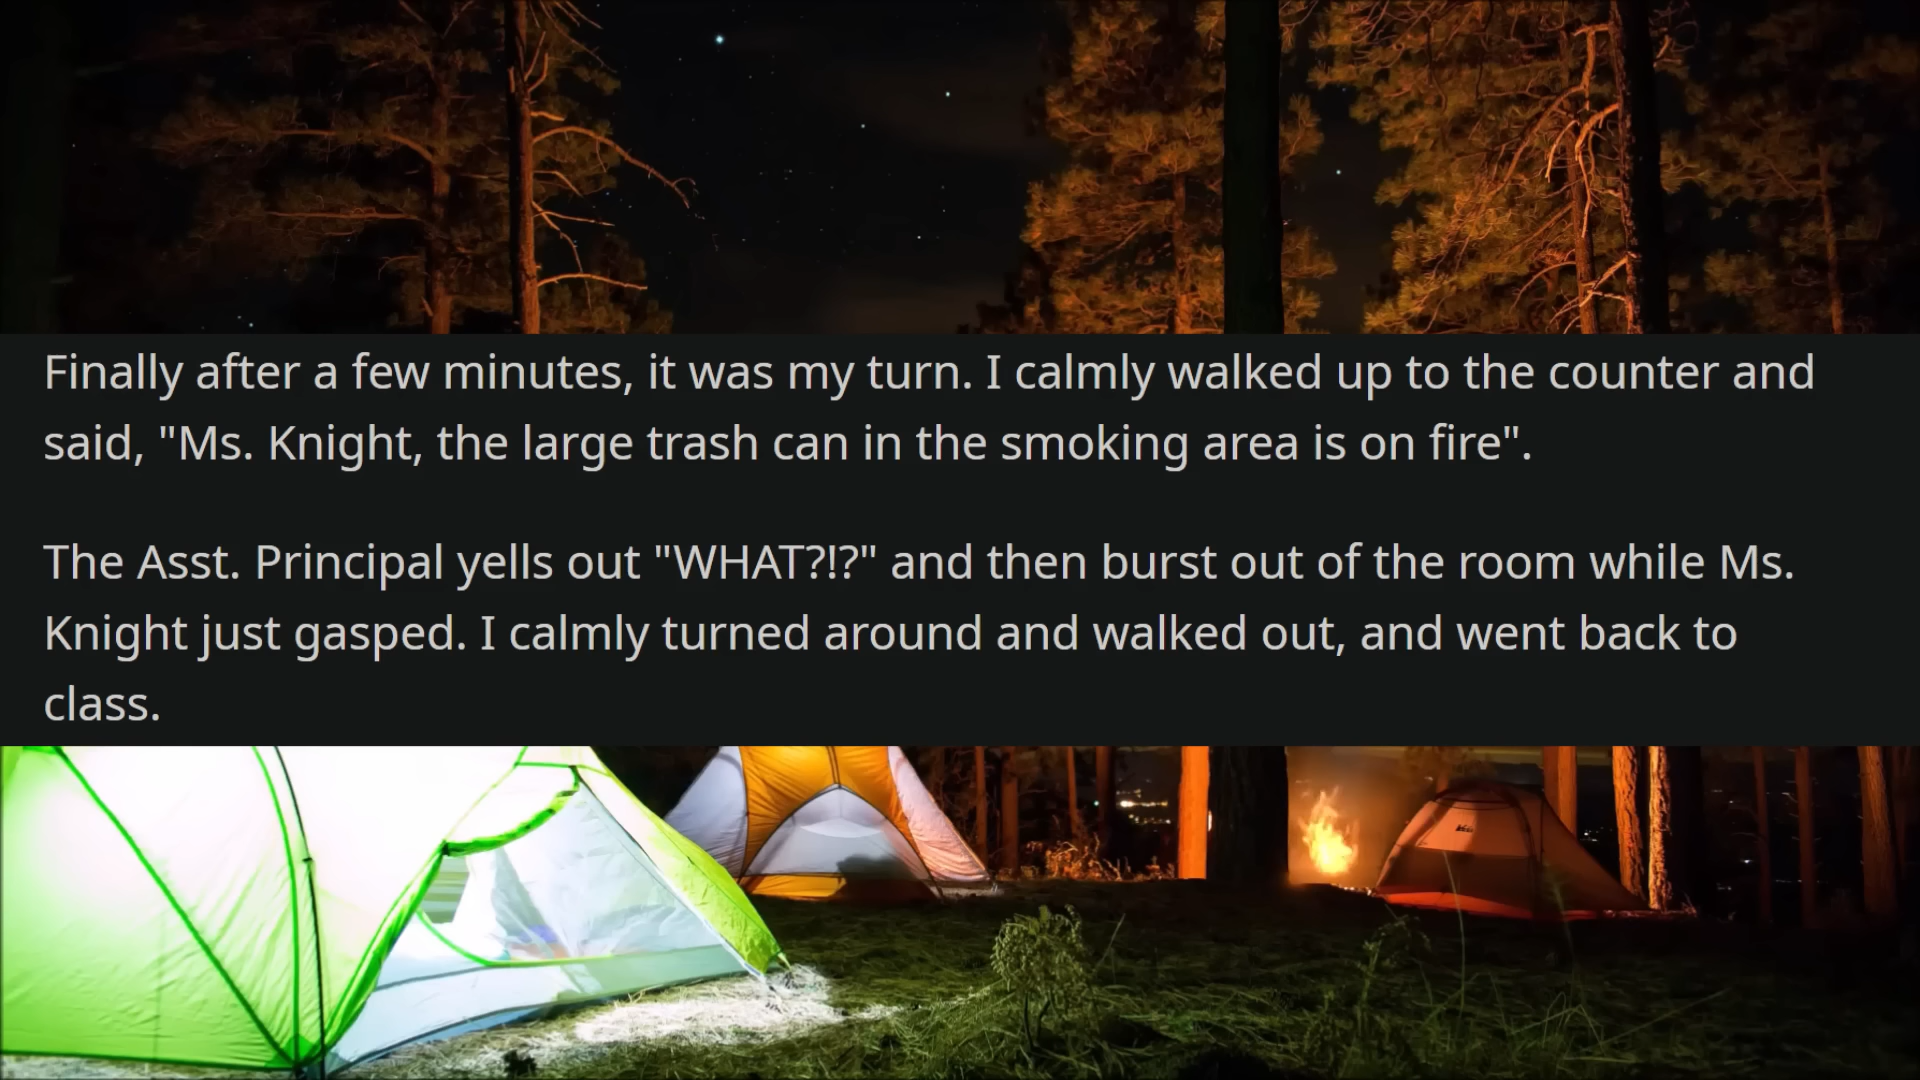 Finally after a few minutes, it was my turn. I calmly walked up to the counter and
said, "Ms. Knight, the large trash can in the smoking area is on fire".
The Asst. Principal yells out "WHAT?!?" and then burst out of the room while Ms.
Knight just gasped. I calmly turned around and walked out, and went back to
class.